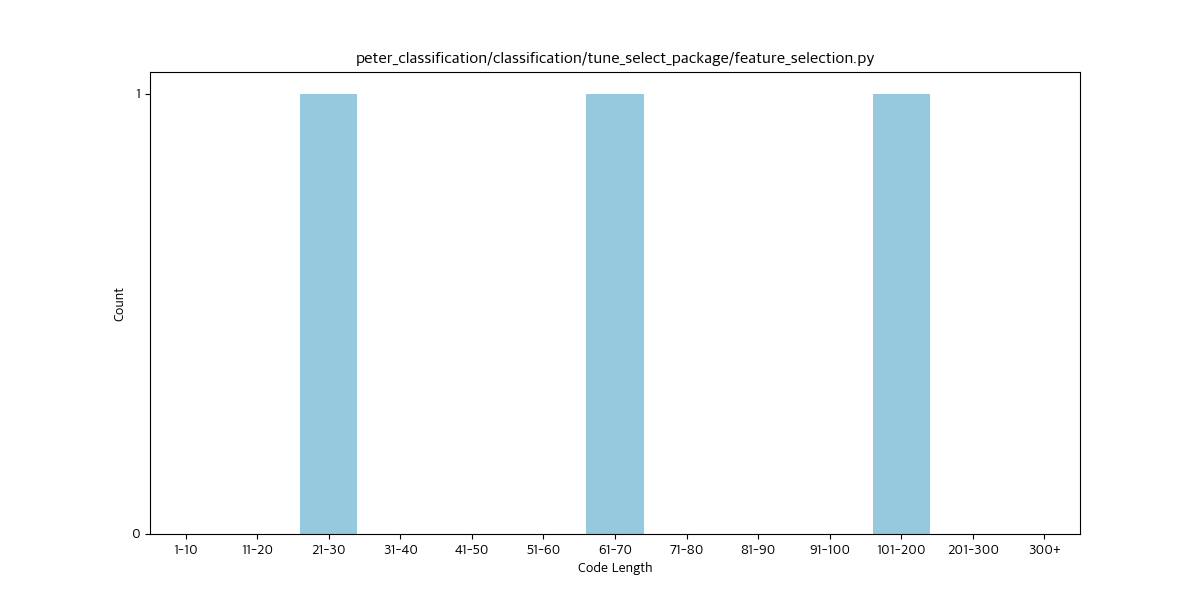 peter_classification/classification/tune_select_package/feature_selection.py
1
Count
0
1-10 11-20 21-30 31-40 41-50 51-60 61-70 71-80 81-90 91-100 101-200 201-300 300+
Code Length